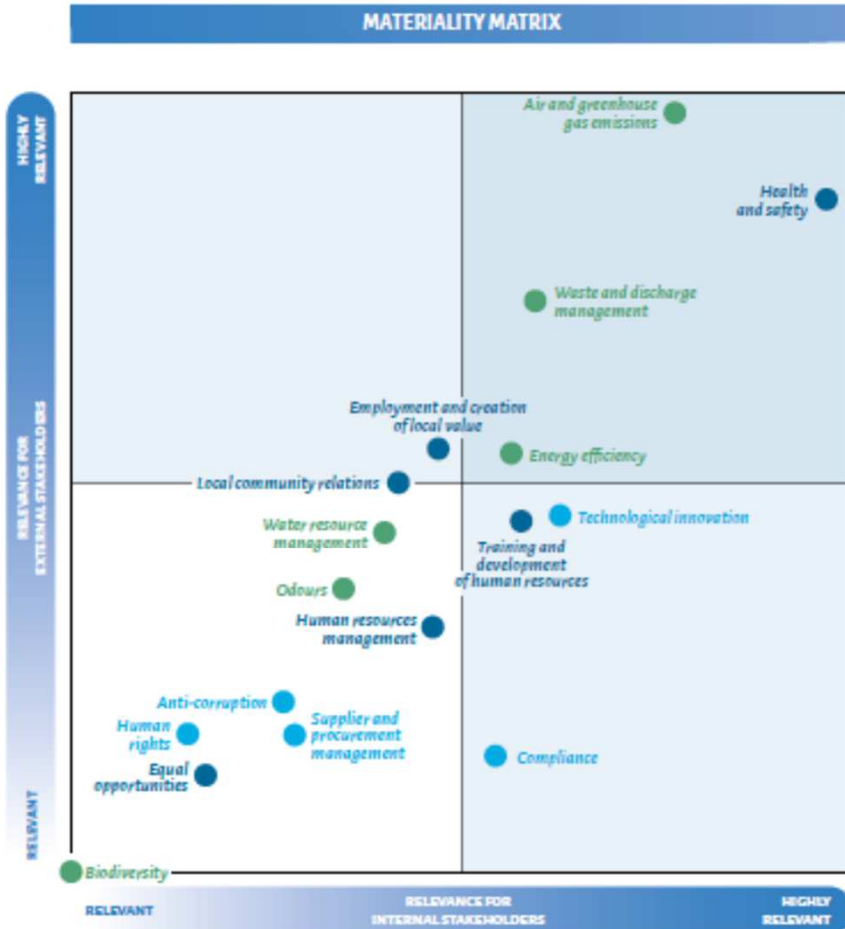 MATERIALITY MATRIX
HIGHLY
RELEVANT
RELEVANCE FOR
EXTERNAL STAKEHOLDERS
RELEVANT
Air and greenhouse
gas emissions
Health
and safety
Waste and discharge
management
Employment and creation
of local value
Energy efficiency
Local community relations
Water resource
management
Technological innovation
Training and
development
of human resources
Odours
Human resources
management
Anti-corruption
Human
rights
Supplier and
procurement
management
Equal
opportunities
Compliance
Biodiversity
RELEVANT
RELEVANCE FOR
INTERNAL STAKEHOLDERS
HIGHLY
RELEVANT